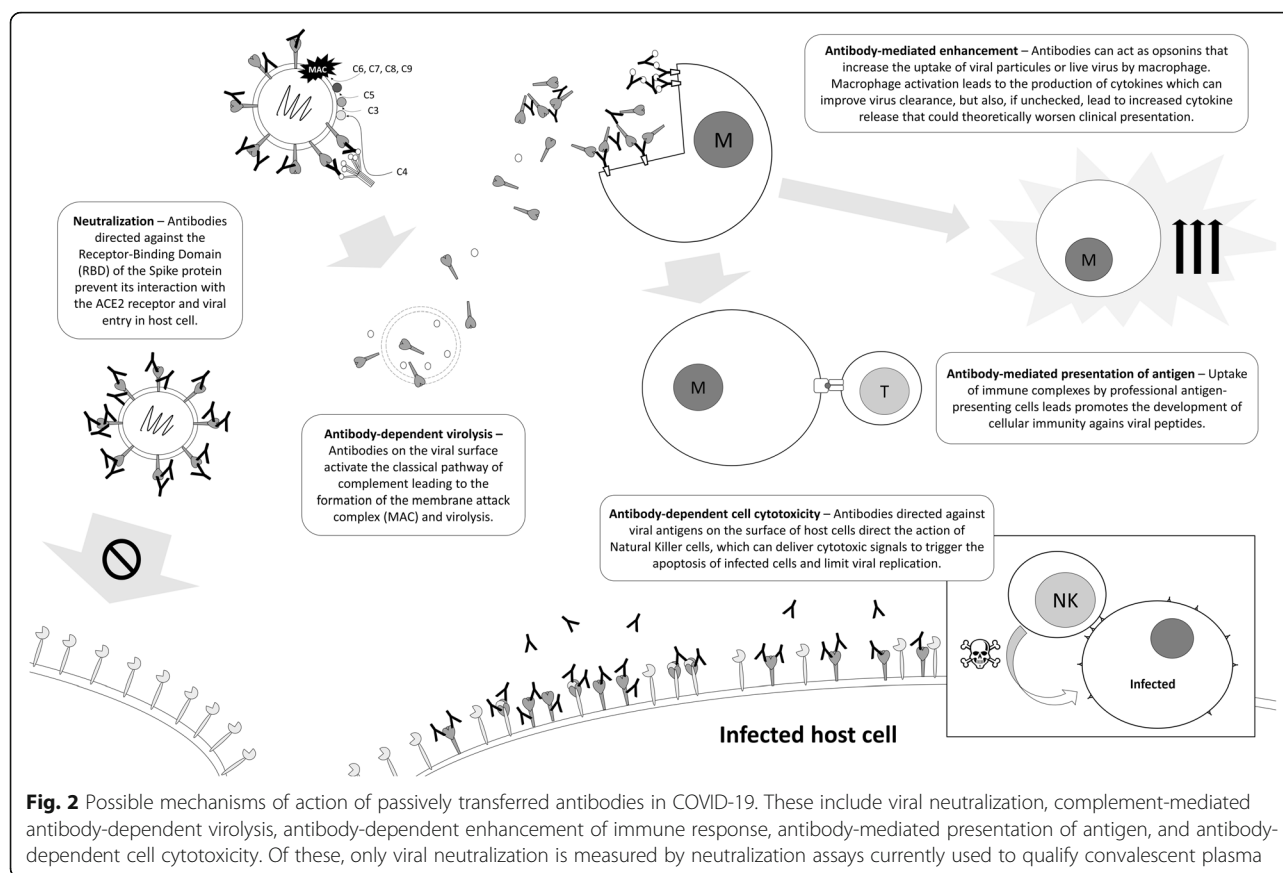 MAC
C6, C7, C8, C9
C5
C3
C4
M
Antibody-mediated enhancement – Antibodies can act as opsonins that
increase the uptake of viral particules or live virus by macrophage.
Macrophage activation leads to the production of cytokines which can
improve virus clearance, but also, if unchecked, lead to increased cytokine
release that could theoretically worsen clinical presentation.
M
Neutralization – Antibodies
directed against the
Receptor-Binding Domain
(RBD) of the Spike protein
prevent its interaction with
the ACE2 receptor and viral
entry in host cell.
M
T
Antibody-mediated presentation of antigen – Uptake
of immune complexes by professional antigen-
presenting cells leads promotes the development of
cellular immunity agains viral peptides.
Antibody-dependent virolysis –
Antibodies on the viral surface
activate the classical pathway of
complement leading to the
formation of the membrane attack
complex (MAC) and virolysis.
Antibody-dependent cell cytotoxicity – Antibodies directed against
viral antigens on the surface of host cells direct the action of
Natural Killer cells, which can deliver cytotoxic signals to trigger the
apoptosis of infected cells and limit viral replication.
NK
Infected
Infected host cell
Fig. 2 Possible mechanisms of action of passively transferred antibodies in COVID-19. These include viral neutralization, complement-mediated
antibody-dependent virolysis, antibody-dependent enhancement of immune response, antibody-mediated presentation of antigen, and antibody-
dependent cell cytotoxicity. Of these, only viral neutralization is measured by neutralization assays currently used to qualify convalescent plasma